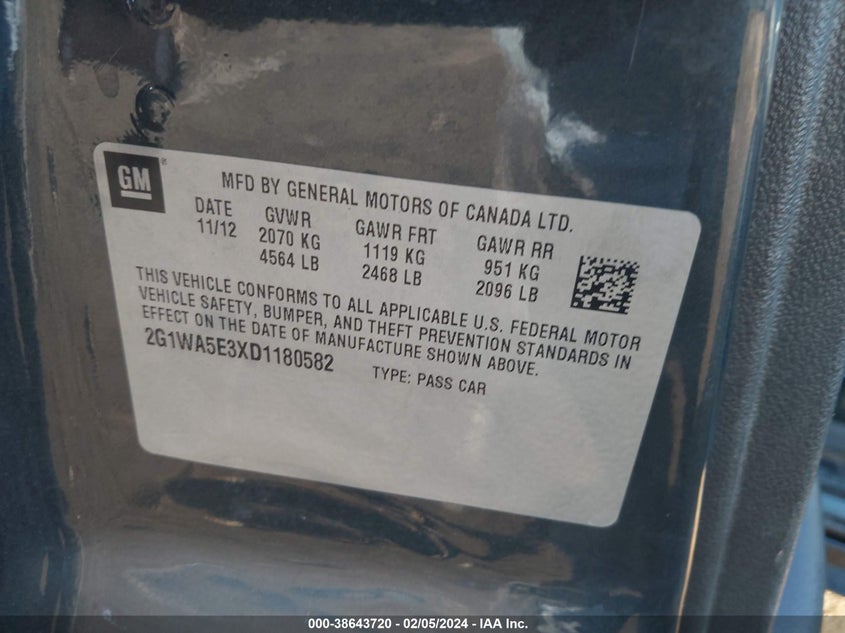 GM
MFD BY GENERAL MOTORS OF CANADA LTD.
DATE GVWR GAWR FRT GAWR RR
11/12 2070 KG 1119 KG 951 KG
4564 LB 2468 LB 2096 LB
THIS VEHICLE CONFORMS TO ALL APPLICABLE U.S. FEDERAL MOTOR
VEHICLE SAFETY, BUMPER, AND THEFT PREVENTION STANDARDS IN
EFFECT ON THE DATE OF MANUFACTURE SHOWN ABOVE.
2G1WA5E3XD1180582 TYPE: PASS CAR
000-38643720 - 02/05/2024 - IAA Inc.